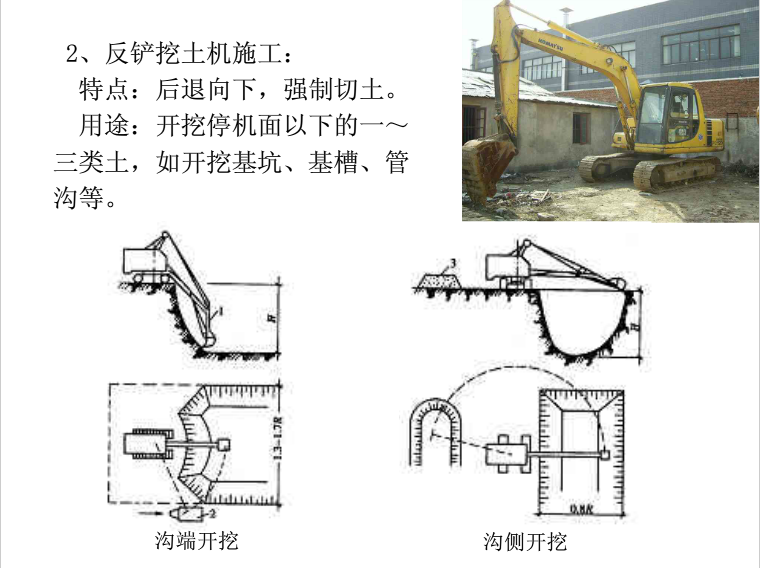 2、反铲挖土机施工：
特点：后退向下，强制切土。
用途：开挖停机面以下的一～
三类土，如开挖基坑、基槽、管
沟等。
KOMATSU
3
1
H
H
1.3~1.7R
2
0.8R
沟端开挖
沟侧开挖